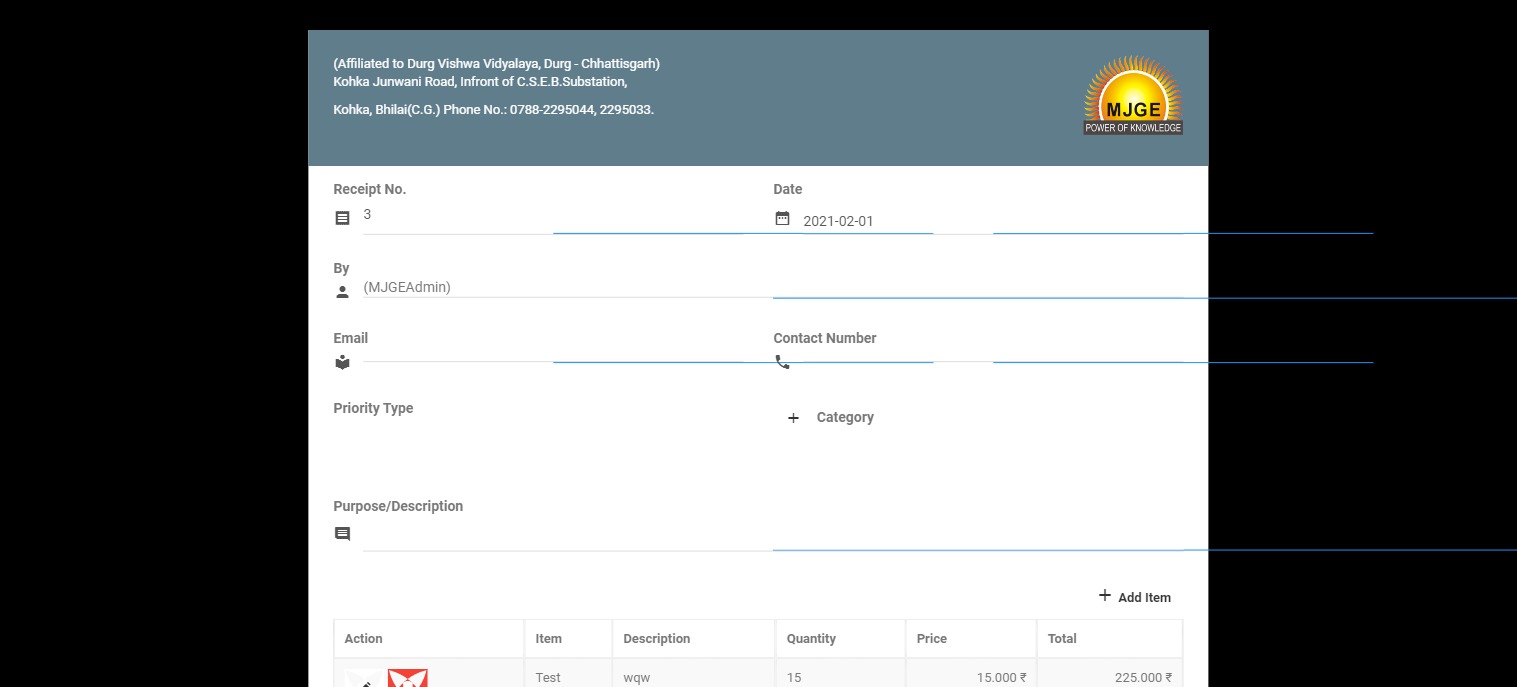 (Affiliated to Durg Vishwa Vidyalaya, Durg - Chhattisgarh)
Kohka Junwani Road, Infront of C.S.E.B.Substation,
Kohka, Bhilai(C.G.) Phone No.: 0788-2295044, 2295033.
MJGE
POWER OF KNOWLEDGE
Receipt No. Date
3 2021-02-01
By
(MJGEAdmin)
Email Contact Number
Priority Type Category
Purpose/Description
Add Item
Action Item Description Quantity Price Total
Test wqw 15 15.000 ₹ 225.000 ₹